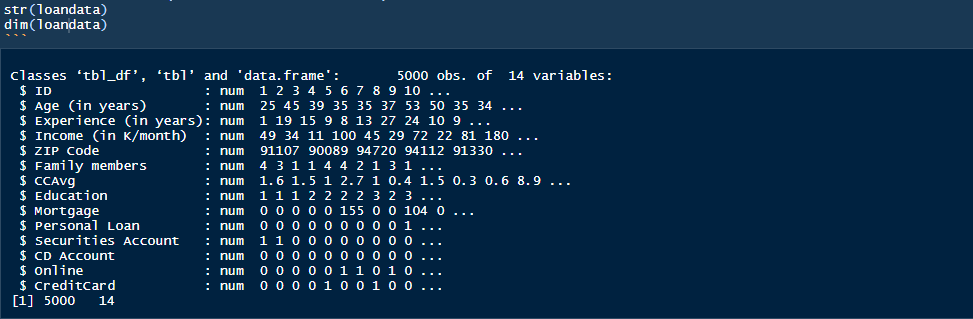 str(loandata)
dim(loandata)
```
Classes ‘tbl_df’, ‘tbl’ and 'data.frame':	5000 obs. of  14 variables:
 $ ID                   : num  1 2 3 4 5 6 7 8 9 10 ...
 $ Age (in years)       : num  25 45 39 35 35 37 53 50 35 34 ...
 $ Experience (in years): num  1 19 15 9 8 13 27 24 10 9 ...
 $ Income (in K/month)  : num  49 34 11 100 45 29 72 22 81 180 ...
 $ ZIP Code             : num  91107 90089 94720 94112 91330 ...
 $ Family members       : num  4 3 1 1 4 4 2 1 3 1 ...
 $ CCAvg                : num  1.6 1.5 1 2.7 1 0.4 1.5 0.3 0.6 8.9 ...
 $ Education            : num  1 1 1 2 2 2 2 3 2 3 ...
 $ Mortgage             : num  0 0 0 0 0 155 0 0 104 0 ...
 $ Personal Loan        : num  0 0 0 0 0 0 0 0 0 1 ...
 $ Securities Account   : num  1 1 0 0 0 0 0 0 0 0 ...
 $ CD Account           : num  0 0 0 0 0 0 0 0 0 0 ...
 $ Online               : num  0 0 0 0 0 1 1 0 1 0 ...
 $ CreditCard           : num  0 0 0 0 1 0 0 1 0 0 ...
[1] 5000   14